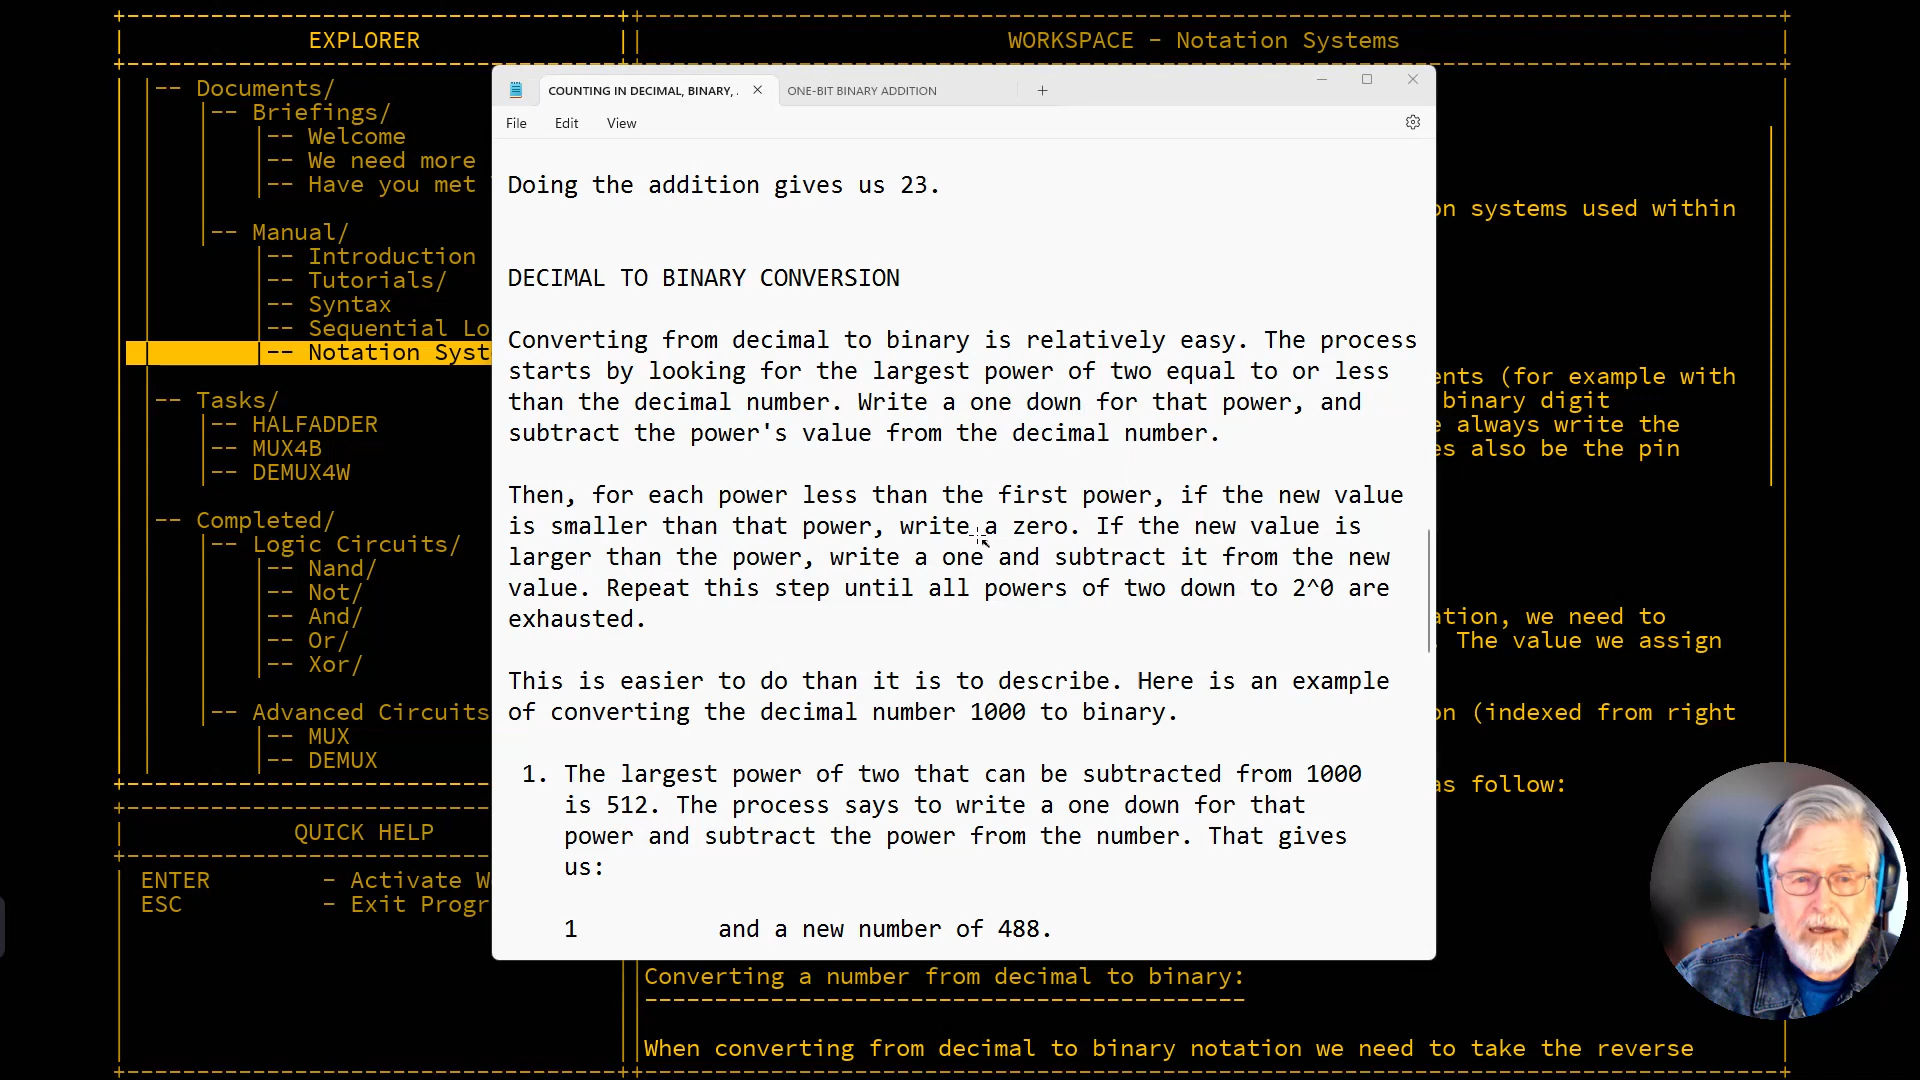 EXPLORER
-- Documents/
-- Briefings/
-- Welcome
-- We need more
-- Have you met
-- Manual/
-- Introduction
-- Tutorials/
-- Syntax
-- Sequential Lo
-- Notation Syst
-- Tasks/
-- HALFADDER
-- MUX4B
-- DEMUX4W
-- Completed/
-- Logic Circuits/
-- Nand/
-- Not/
-- And/
-- Or/
-- Xor/
-- Advanced Circuits
-- MUX
-- DEMUX
QUICK HELP
ENTER - Activate W
ESC - Exit Progr
WORKSPACE - Notation Systems
COUNTING IN DECIMAL, BINARY, .
ONE-BIT BINARY ADDITION
File Edit View
Doing the addition gives us 23.
DECIMAL TO BINARY CONVERSION
Converting from decimal to binary is relatively easy. The process
starts by looking for the largest power of two equal to or less
than the decimal number. Write a one down for that power, and
subtract the power's value from the decimal number.
Then, for each power less than the first power, if the new value
is smaller than that power, write a zero. If the new value is
larger than the power, write a one and subtract it from the new
value. Repeat this step until all powers of two down to 2^0 are
exhausted.
This is easier to do than it is to describe. Here is an example
of converting the decimal number 1000 to binary.
1. The largest power of two that can be subtracted from 1000
is 512. The process says to write a one down for that
power and subtract the power from the number. That gives
us:
1 and a new number of 488.
on systems used within
ents (for example with
binary digit
e always write the
es also be the pin
ation, we need to
. The value we assign
on (indexed from right
as follow:
Converting a number from decimal to binary:
-------------------------------------------
When converting from decimal to binary notation we need to take the reverse